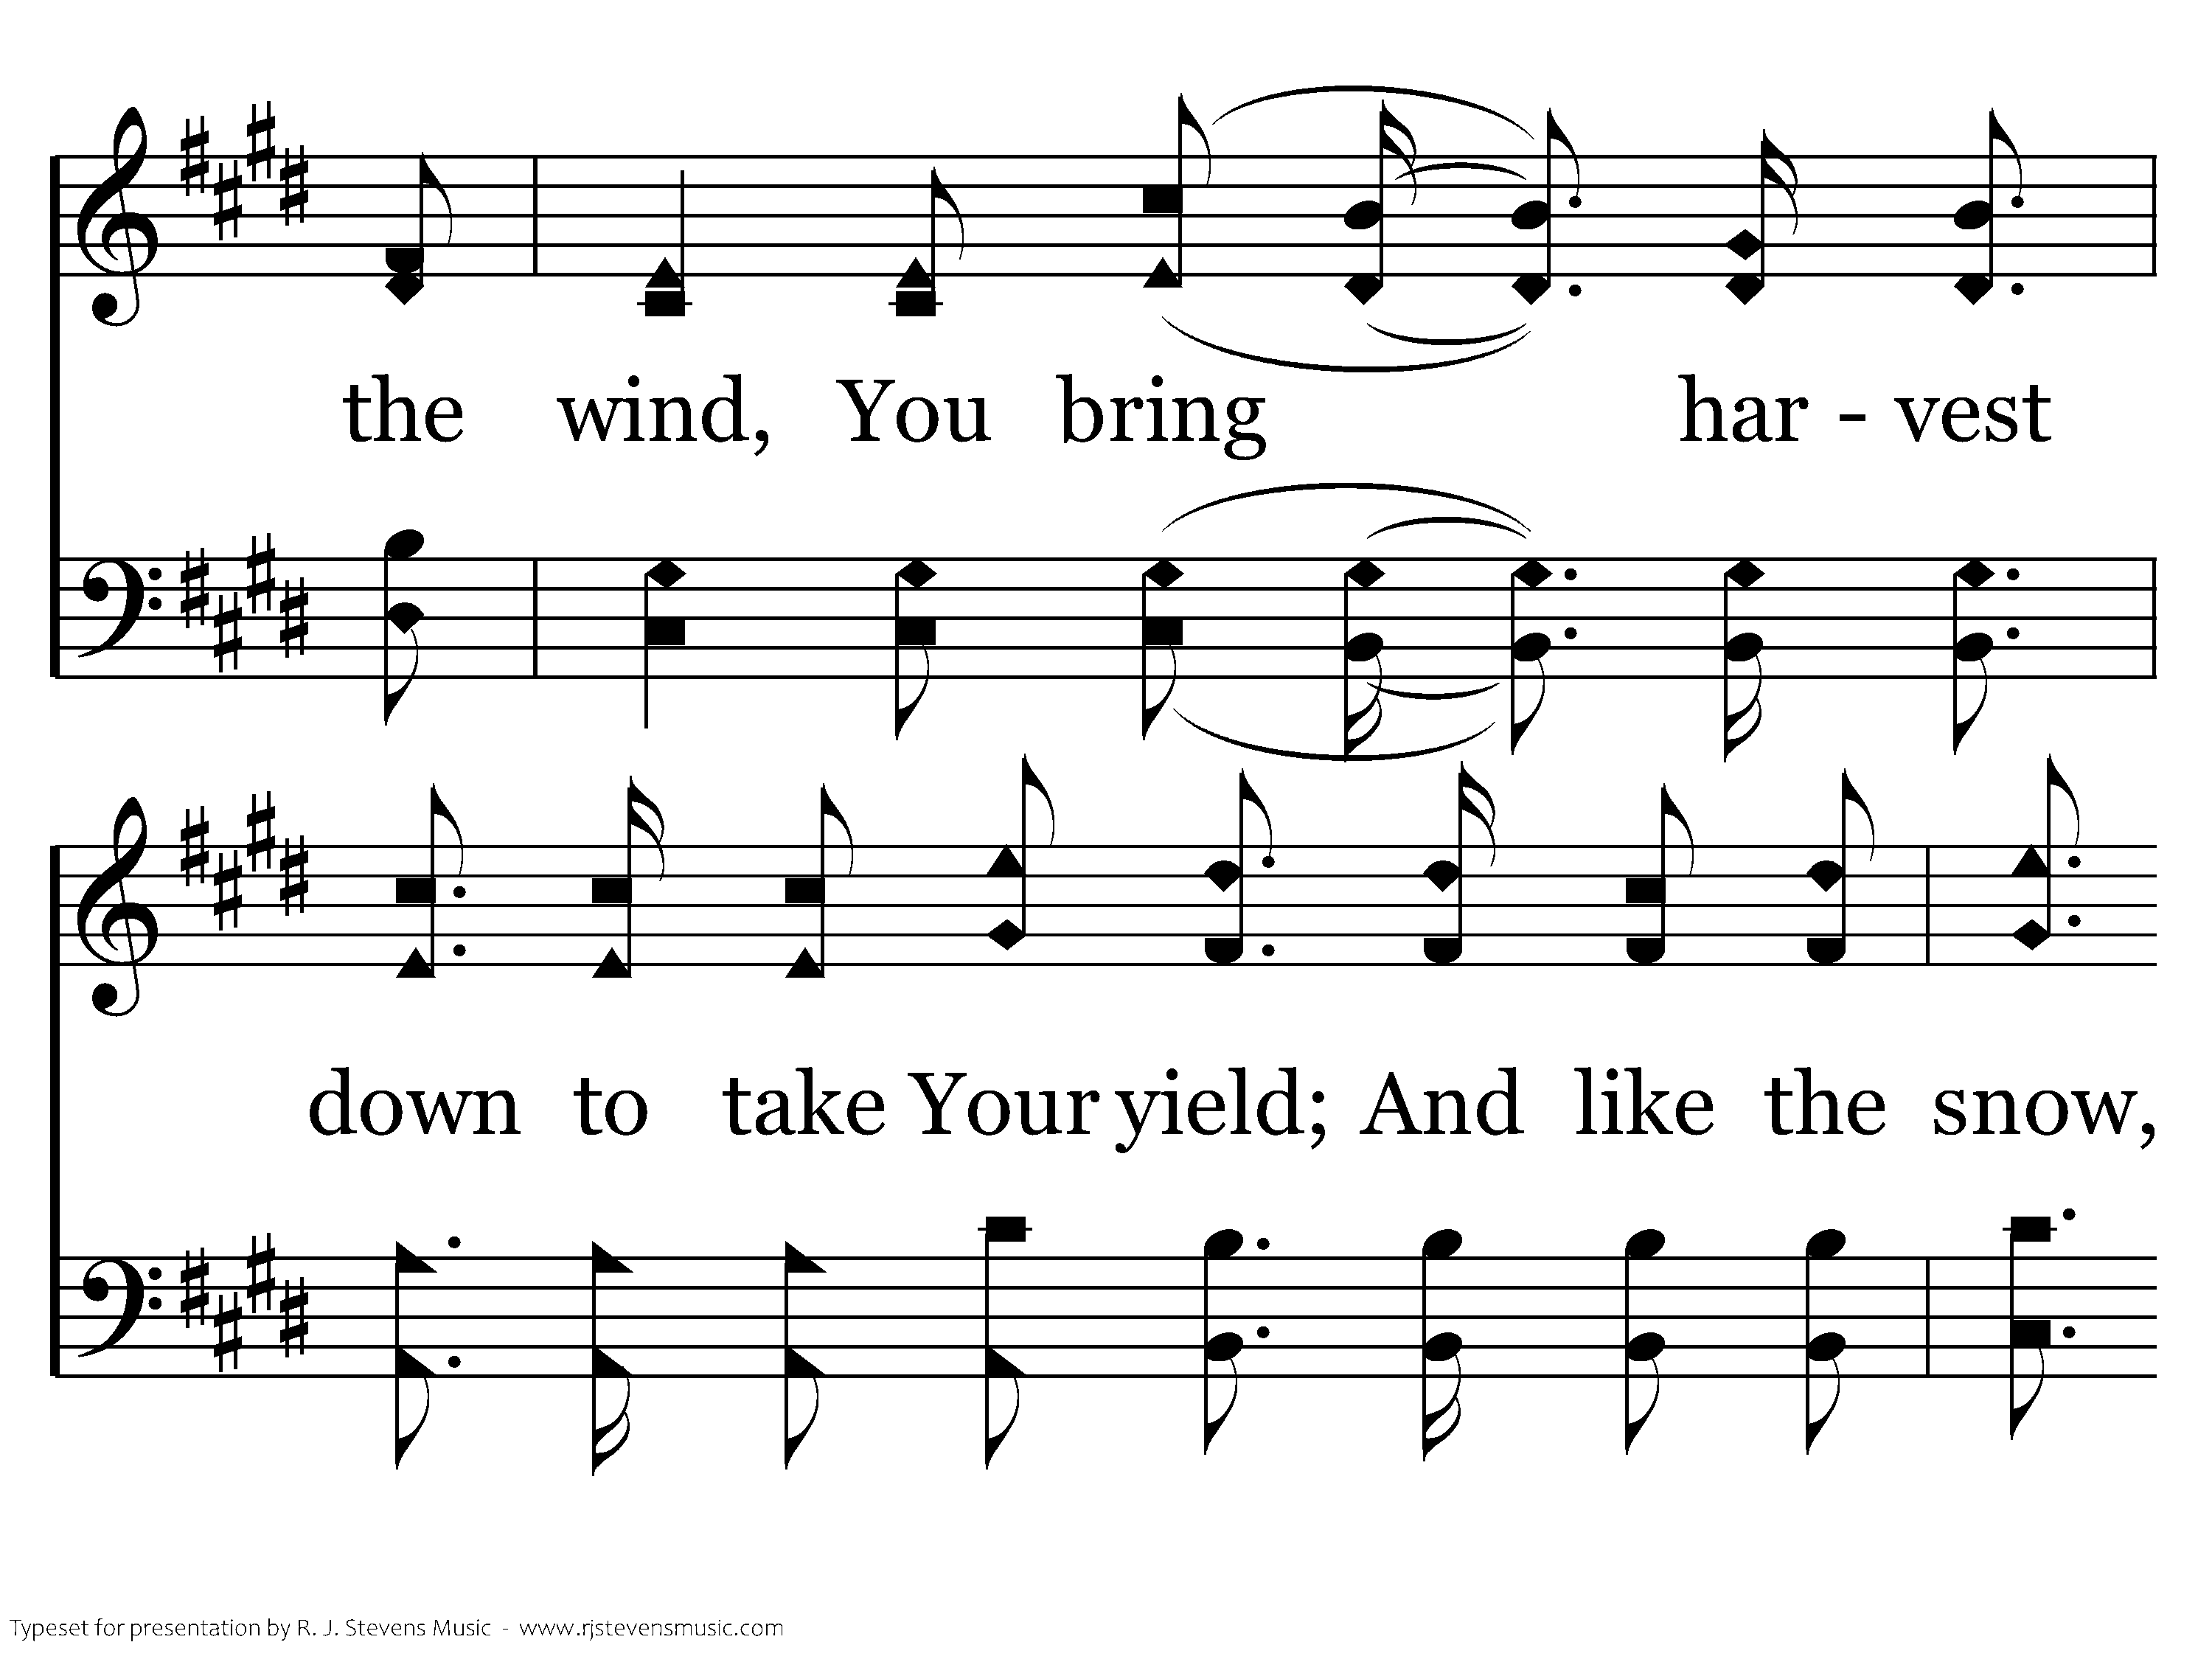 the wind, You bring har - vest
down to take Your yield; And like the snow,
Typeset for presentation by R. J. Stevens Music - www.rjstevensmusic.com